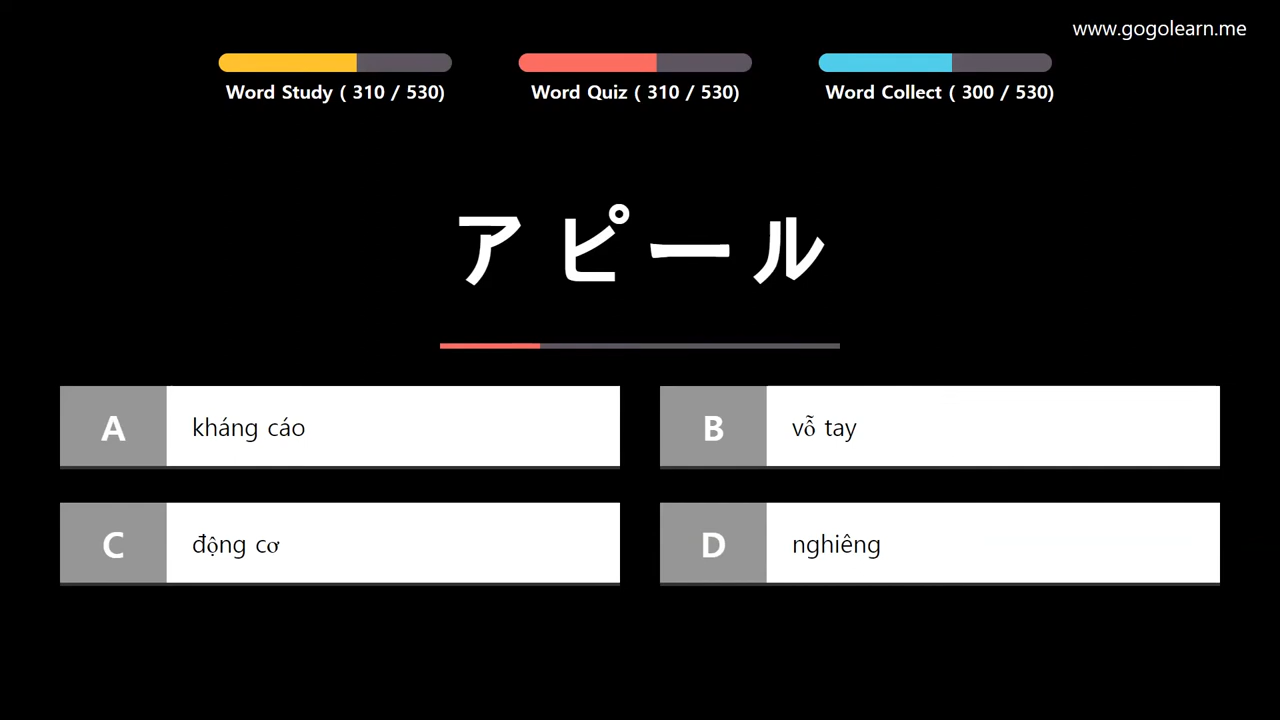 www.gogolearn.me
Word Study ( 310 / 530)
Word Quiz ( 310 / 530)
Word Collect ( 300 / 530)
アピール
A kháng cáo
B vỗ tay
C động cơ
D nghiêng